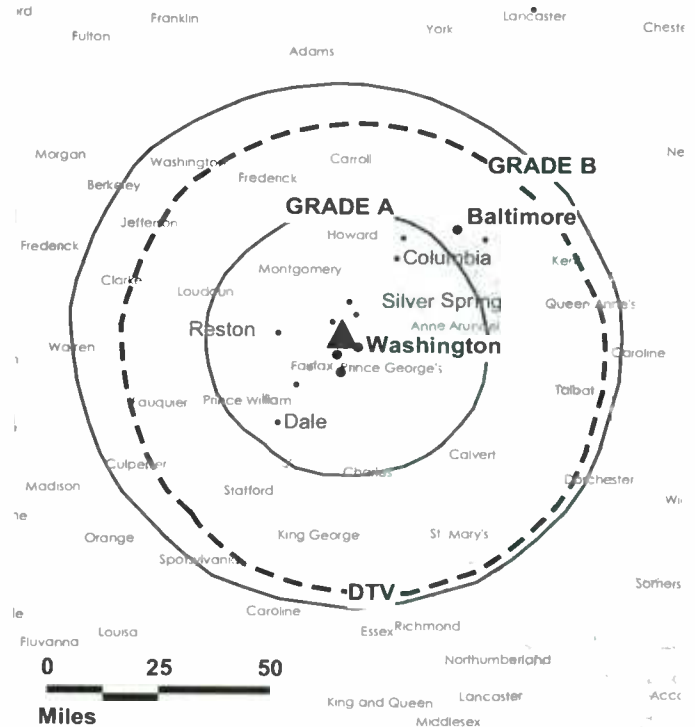 Franklin
Lancaster
Fulton
York
Adams
Morgan
Washington
Carroll
GRADE B
Berkeley
Frederick
GRADE A
Baltimore
Jefferson
Howard
Frederick
Columbia
Clarke
Montgomery
Loudoun
Silver Spring
Queen Anne's
Reston
Anne Arundel
Warren
Washington
Caroline
Fairfax
Prince George's
Talbot
Fauquier
Prince William
Dale
Culpeper
Charles
Calvert
Madison
Stafford
Dorchester
Orange
King George
St Mary's
Spotsylvania
DTV
Somers
Caroline
Fluvanna
Louisa
Essex
Richmond
0 25 50
Northumberland
Miles
King and Queen
Lancaster
Middlesex